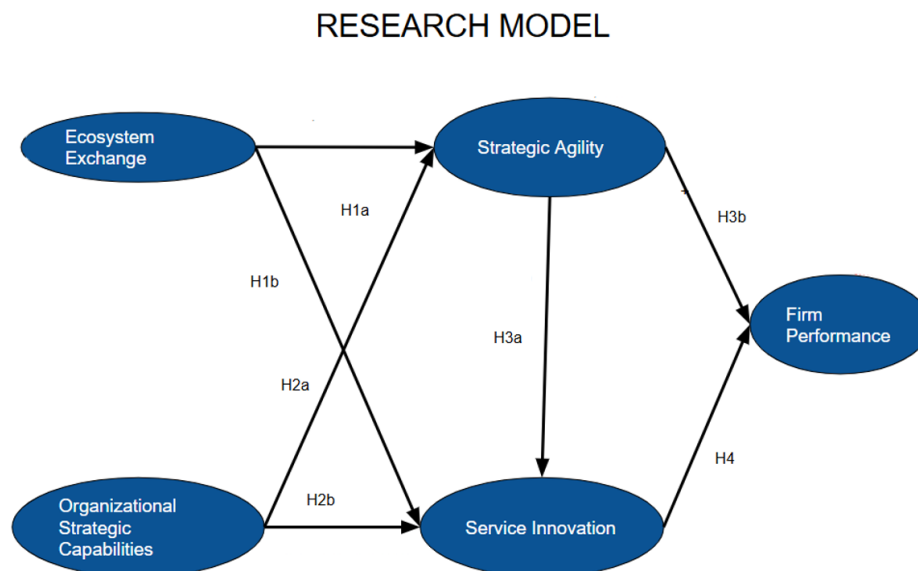 RESEARCH MODEL
Ecosystem
Exchange
Strategic Agility
H1a
H3b
H1b
Firm
Performance
H3a
H2a
H4
H2b
Organizational
Strategic
Capabilities
Service Innovation